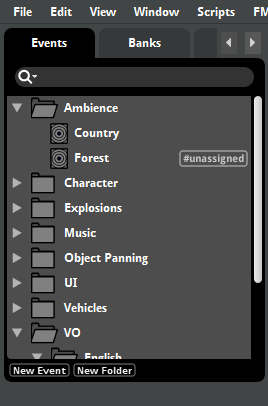 File Edit View Window Scripts FM
Events Banks
Ambience
Country
Forest #unassigned
Character
Explosions
Music
Object Panning
UI
Vehicles
VO
English
New Event New Folder